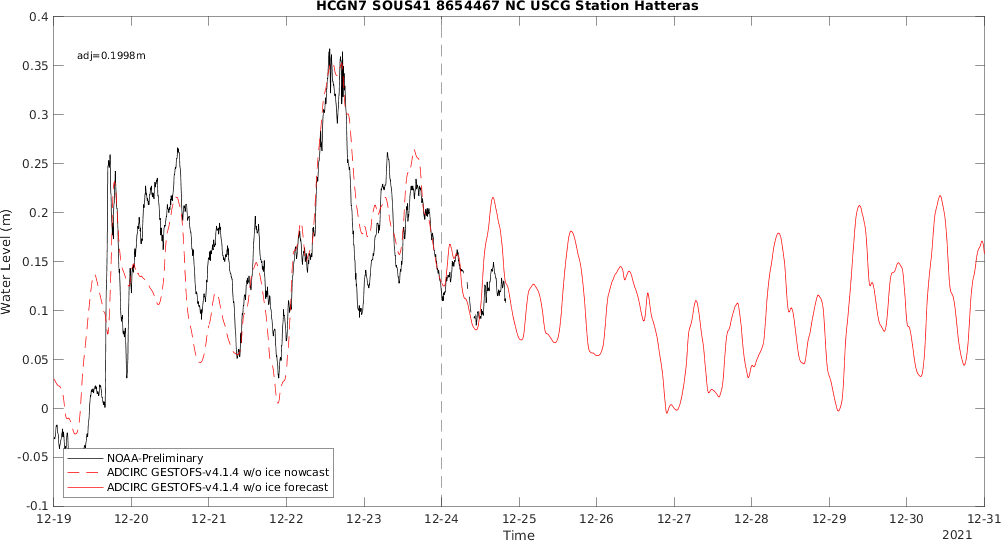 HCGN7 SOUS41 8654467 NC USCG Station Hatteras
adj=0.1998m
Water Level (m)
0.4
0.35
0.3
0.25
0.2
0.15
0.1
0.05
0
-0.05
-0.1
NOAA-Preliminary
ADCIRC GESTOFS-v4.1.4 w/o ice nowcast
ADCIRC GESTOFS-v4.1.4 w/o ice forecast
12-19 12-20 12-21 12-22 12-23 12-24 12-25 12-26 12-27 12-28 12-29 12-30 12-31
Time
2021